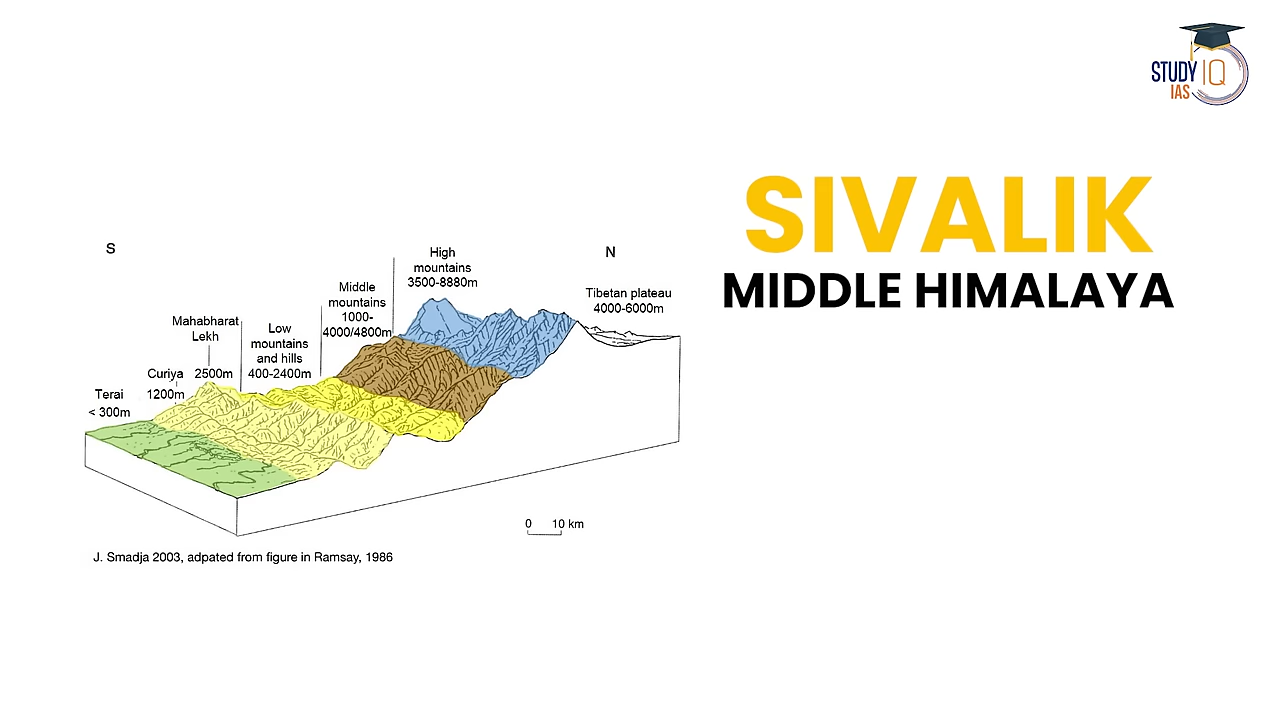 STUDY IQ
IAS
SIVALIK
MIDDLE HIMALAYA
S
N
High
mountains
3500-8880m
Tibetan plateau
4000-6000m
Middle
mountains
1000-
4000/4800m
Mahabharat
Lekh
2500m
Low
mountains
and hills
400-2400m
Curiya
1200m
Terai
< 300m
0 10 km
J. Smadja 2003, adpated from figure in Ramsay, 1986